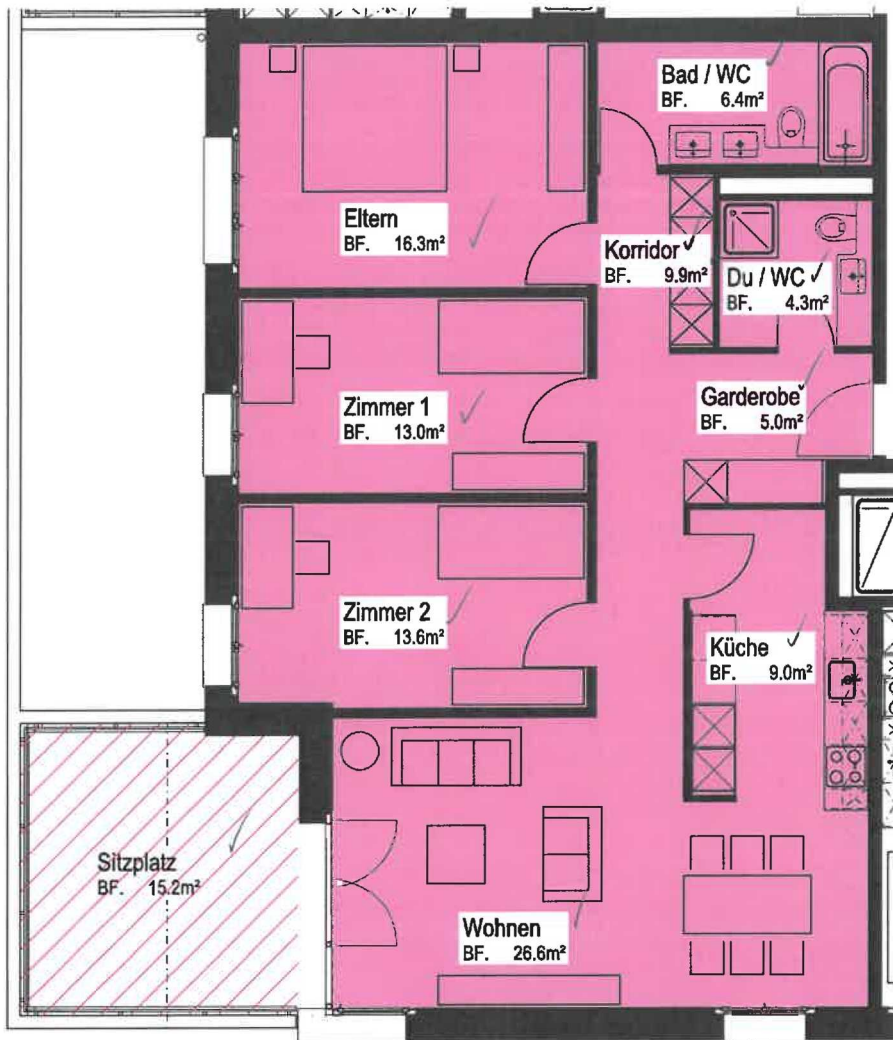 Bad / WC
BF. 6.4m²
Eltern
BF. 16.3m²
Korridor
BF. 9.9m²
Du / WC
BF. 4.3m²
Zimmer 1
BF. 13.0m²
Garderobe
BF. 5.0m²
Zimmer 2
BF. 13.6m²
Küche
BF. 9.0m²
Sitzplatz
BF. 15.2m²
Wohnen
BF. 26.6m²